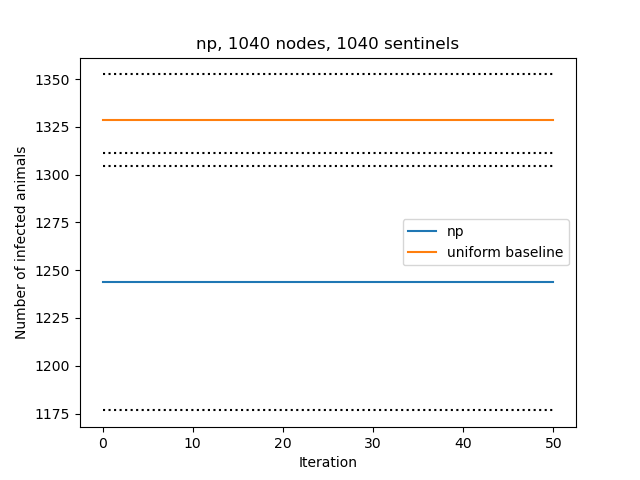 np, 1040 nodes, 1040 sentinels
Number of infected animals
1350
1325
1300
1275
1250
1225
1200
1175
np
uniform baseline
0 10 20 30 40 50
Iteration